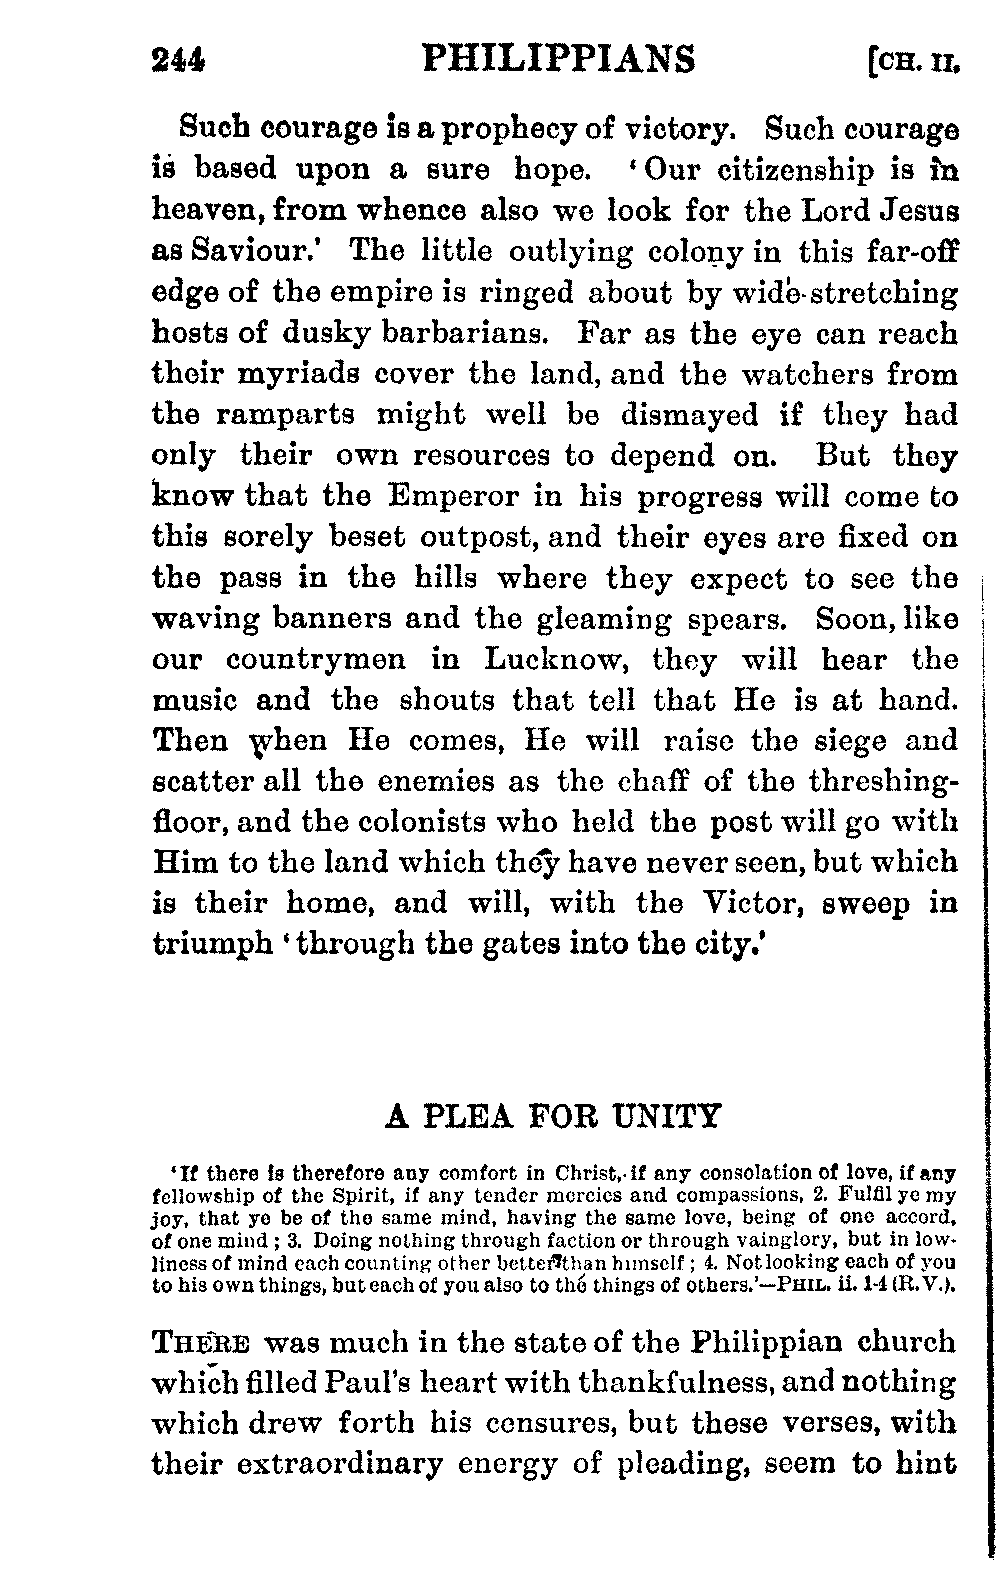 244 PHILIPPIANS [CH. II.
Such courage is a prophecy of victory. Such courage
is based upon a sure hope. ‘Our citizenship is in
heaven, from whence also we look for the Lord Jesus
as Saviour.’ The little outlying colony in this far-off
edge of the empire is ringed about by wide-stretching
hosts of dusky barbarians. Far as the eye can reach
their myriads cover the land, and the watchers from
the ramparts might well be dismayed if they had
only their own resources to depend on. But they
know that the Emperor in his progress will come to
this sorely beset outpost, and their eyes are fixed on
the pass in the hills where they expect to see the
waving banners and the gleaming spears. Soon, like
our countrymen in Lucknow, they will hear the
music and the shouts that tell that He is at hand.
Then when He comes, He will raise the siege and
scatter all the enemies as the chaff of the threshing-
floor, and the colonists who held the post will go with
Him to the land which they have never seen, but which
is their home, and will, with the Victor, sweep in
triumph ‘through the gates into the city.’
A PLEA FOR UNITY
‘If there is therefore any comfort in Christ, if any consolation of love, if any
fellowship of the Spirit, if any tender mercies and compassions, 2. Fulfil ye my
joy, that ye be of the same mind, having the same love, being of one accord,
of one mind; 3. Doing nothing through faction or through vainglory, but in low-
liness of mind each counting other better than himself; 4. Not looking each of you
to his own things, but each of you also to the things of others.’—PHIL. ii. 1-4 (R.V.).
THERE was much in the state of the Philippian church
which filled Paul’s heart with thankfulness, and nothing
which drew forth his censures, but these verses, with
their extraordinary energy of pleading, seem to hint